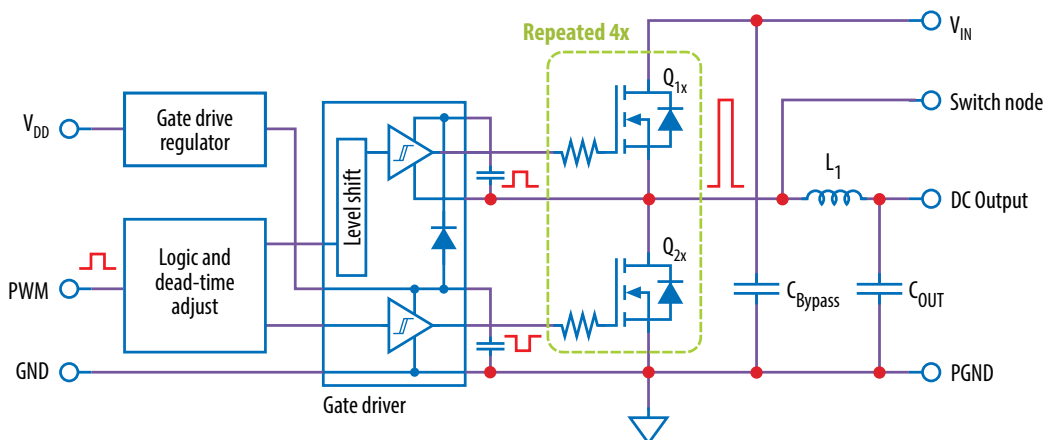 Repeated 4x
V_IN
Q_1x
Switch node
V_DD
Gate drive
regulator
Level shift
L_1
DC Output
Logic and
dead-time
adjust
PWM
Q_2x
C_Bypass
C_OUT
GND
PGND
Gate driver